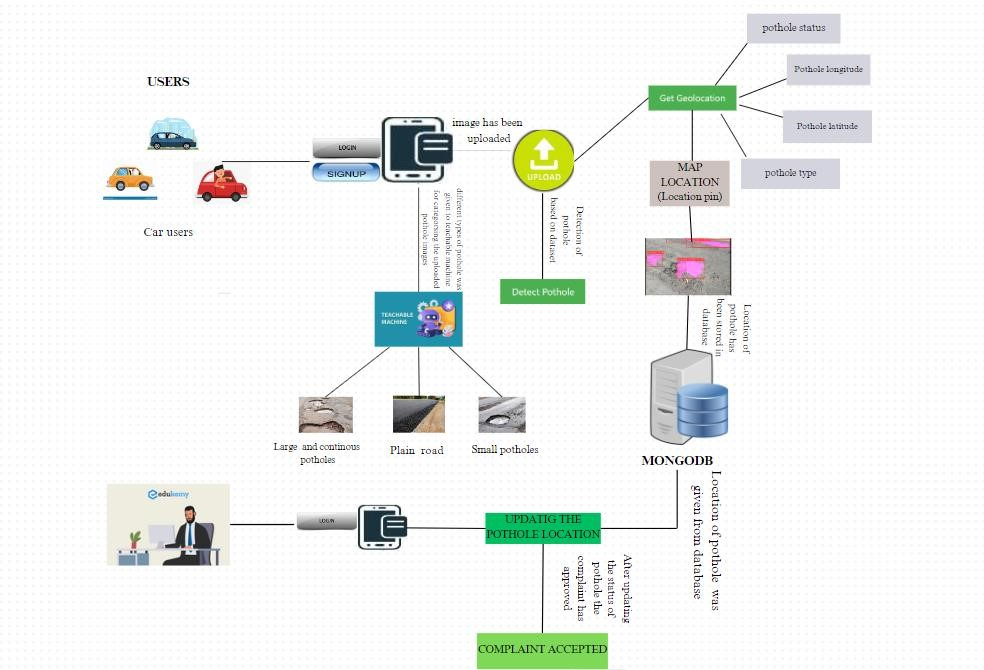 pothole status
Pothole longitude
USERS
Get Geolocation
image has been
uploaded
Pothole latitude
LOGIN
SIGNUP
UPLOAD
MAP
LOCATION
(Location pin)
pothole type
Car users
different types of pothole was
given to teachable machine
for categorising the uploaded
pothole images
Detection of
pothole
based on dataset
Detect Pothole
TEACHABLE
MACHINE
Location of
pothole has
been stored in
database
Large and continous
potholes
Plain road
Small potholes
MONGODB
edukemy
LOGIN
UPDATIG THE
POTHOLE LOCATION
Location of pothole was
given from database
After updating
the status of
pothole the
complaint has
approved
COMPLAINT ACCEPTED